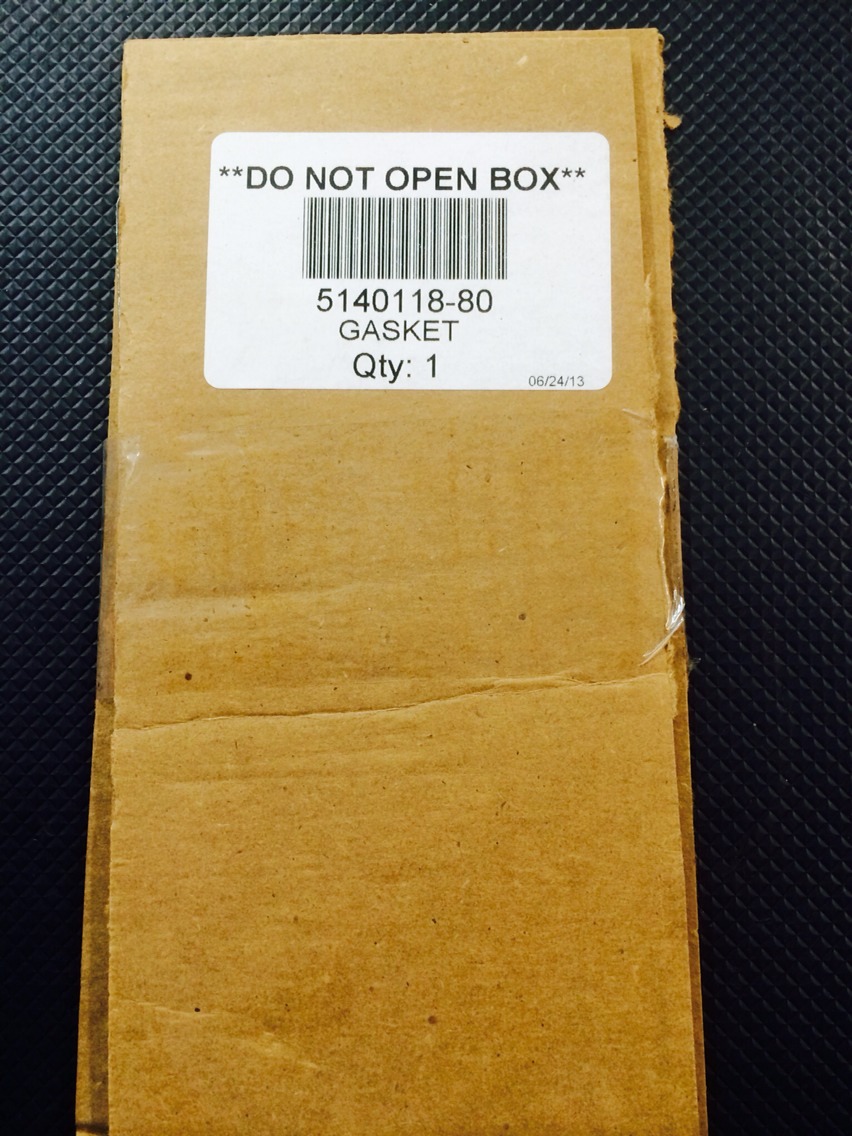 **DO NOT OPEN BOX**
5140118-80
GASKET
Qty: 1
06/24/13